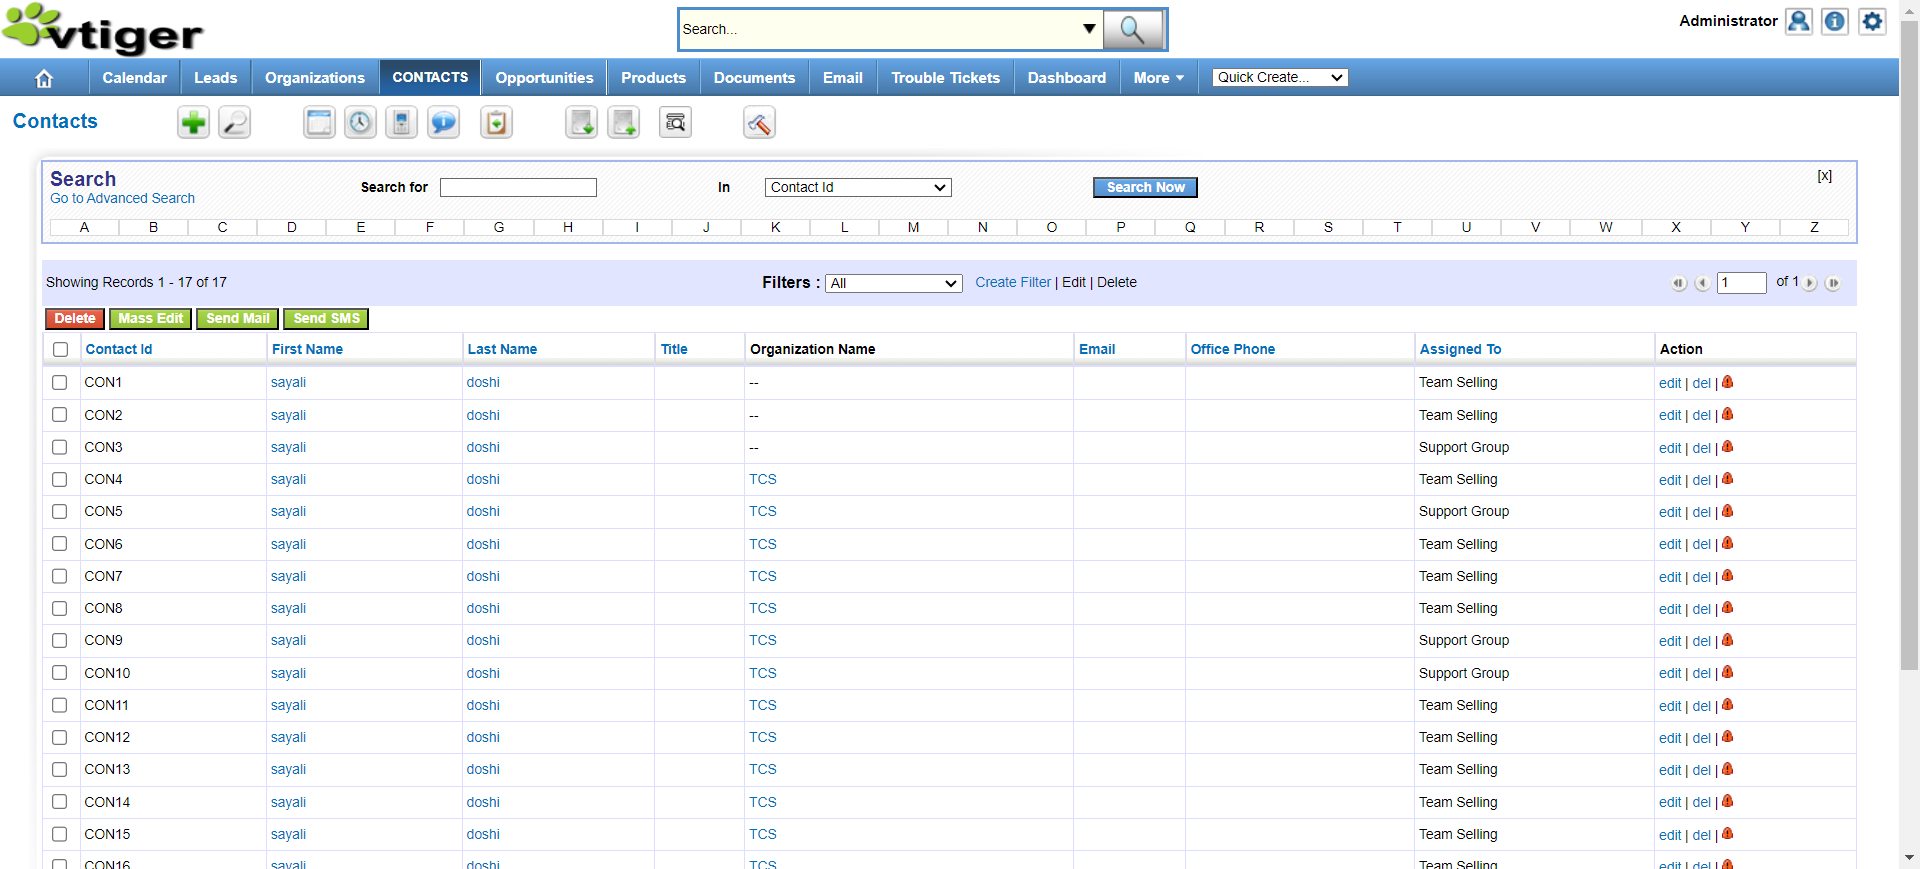 vtiger
Search...
Administrator
Calendar Leads Organizations CONTACTS Opportunities Products Documents Email Trouble Tickets Dashboard More Quick Create...
Contacts
Search
Go to Advanced Search
Search for In Contact Id Search Now [x]
A B C D E F G H I J K L M N O P Q R S T U V W X Y Z
Showing Records 1 - 17 of 17 Filters : All Create Filter | Edit | Delete 1 of 1
Delete Mass Edit Send Mail Send SMS
Contact Id First Name Last Name Title Organization Name Email Office Phone Assigned To Action
CON1 sayali doshi -- Team Selling edit | del |
CON2 sayali doshi -- Team Selling edit | del |
CON3 sayali doshi -- Support Group edit | del |
CON4 sayali doshi TCS Team Selling edit | del |
CON5 sayali doshi TCS Support Group edit | del |
CON6 sayali doshi TCS Team Selling edit | del |
CON7 sayali doshi TCS Team Selling edit | del |
CON8 sayali doshi TCS Team Selling edit | del |
CON9 sayali doshi TCS Support Group edit | del |
CON10 sayali doshi TCS Support Group edit | del |
CON11 sayali doshi TCS Team Selling edit | del |
CON12 sayali doshi TCS Team Selling edit | del |
CON13 sayali doshi TCS Team Selling edit | del |
CON14 sayali doshi TCS Team Selling edit | del |
CON15 sayali doshi TCS Team Selling edit | del |
CON16 sayali doshi TCS Team Selling edit | del |